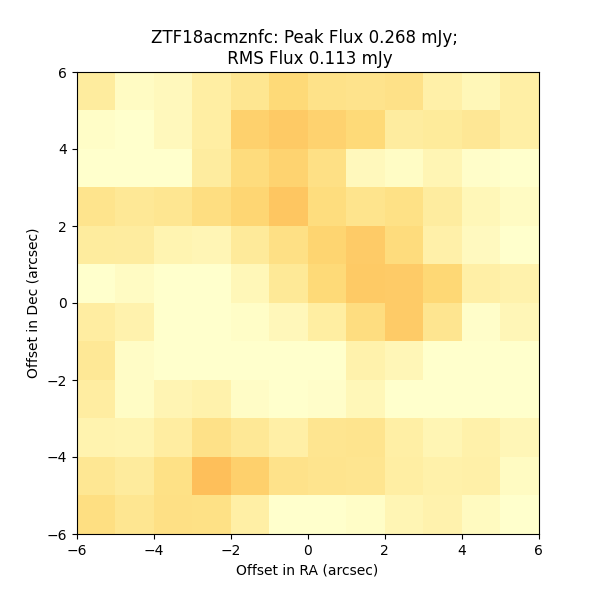 ZTF18acmznfc: Peak Flux 0.268 mJy;
RMS Flux 0.113 mJy
6
4
2
0
−2
−4
−6
Offset in Dec (arcsec)
−6 −4 −2 0 2 4 6
Offset in RA (arcsec)